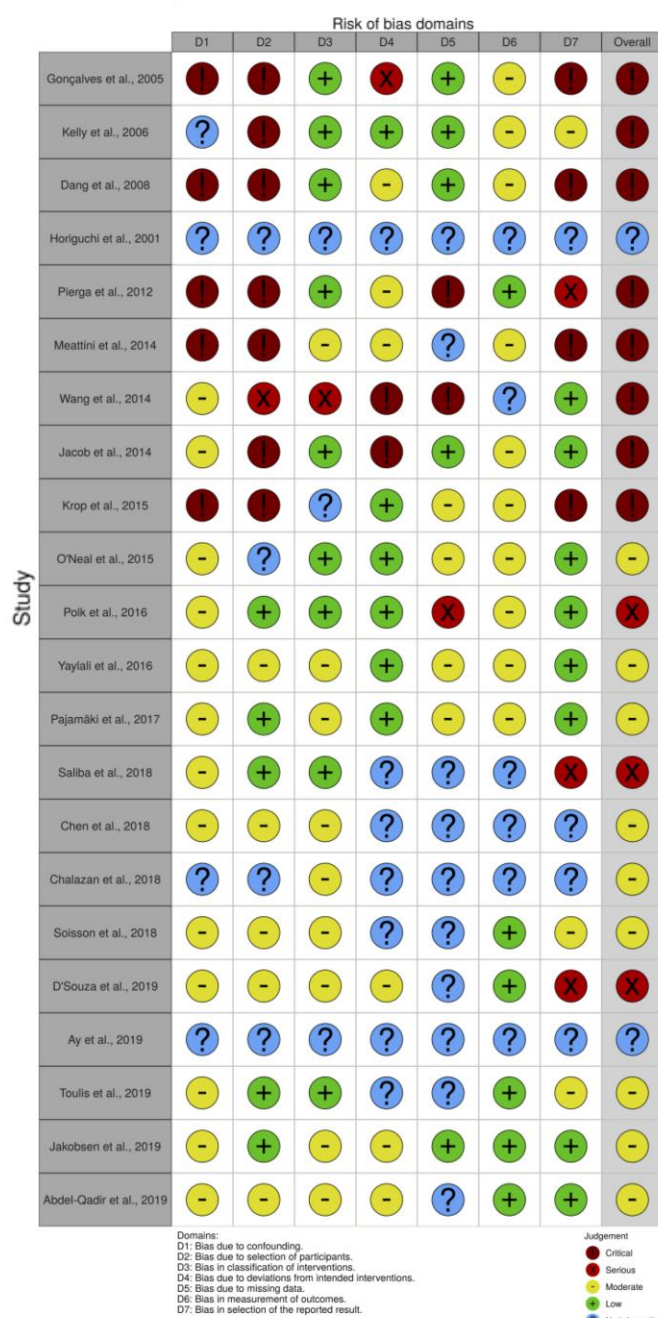 Risk of bias domains
D1 D2 D3 D4 D5 D6 D7 Overall
Study
Gonçalves et al., 2005 ! ! + X + - ! !
Kelly et al., 2006 ? ! + + + - - !
Dang et al., 2008 ! ! + - + - ! !
Horiguchi et al., 2001 ? ? ? ? ? ? ? ?
Pierga et al., 2012 ! ! + - ! + X !
Meattini et al., 2014 ! ! - - ? - ! !
Wang et al., 2014 - X X ! ! ? + !
Jacob et al., 2014 - ! + ! + - + !
Krop et al., 2015 ! ! ? + - - ! !
O'Neal et al., 2015 - ? + + - - + -
Polk et al., 2016 - + + + X - + X
Yaylali et al., 2016 - - - + - - + -
Pajamäki et al., 2017 - + - + - - + -
Saliba et al., 2018 - + + ? ? ? X X
Chen et al., 2018 - - - ? ? ? ? -
Chalazan et al., 2018 ? ? - ? ? ? ? -
Soisson et al., 2018 - - - ? ? + - -
D'Souza et al., 2019 - - - - ? + X X
Ay et al., 2019 ? ? ? ? ? ? ? ?
Toulis et al., 2019 - + + ? ? + - -
Jakobsen et al., 2019 - + - - + + + -
Abdel-Qadir et al., 2019 - - - - ? + + -
Domains:
D1: Bias due to confounding.
D2: Bias due to selection of participants.
D3: Bias in classification of interventions.
D4: Bias due to deviations from intended interventions.
D5: Bias due to missing data.
D6: Bias in measurement of outcomes.
D7: Bias in selection of the reported result.
Judgement
! Critical
X Serious
- Moderate
+ Low
?